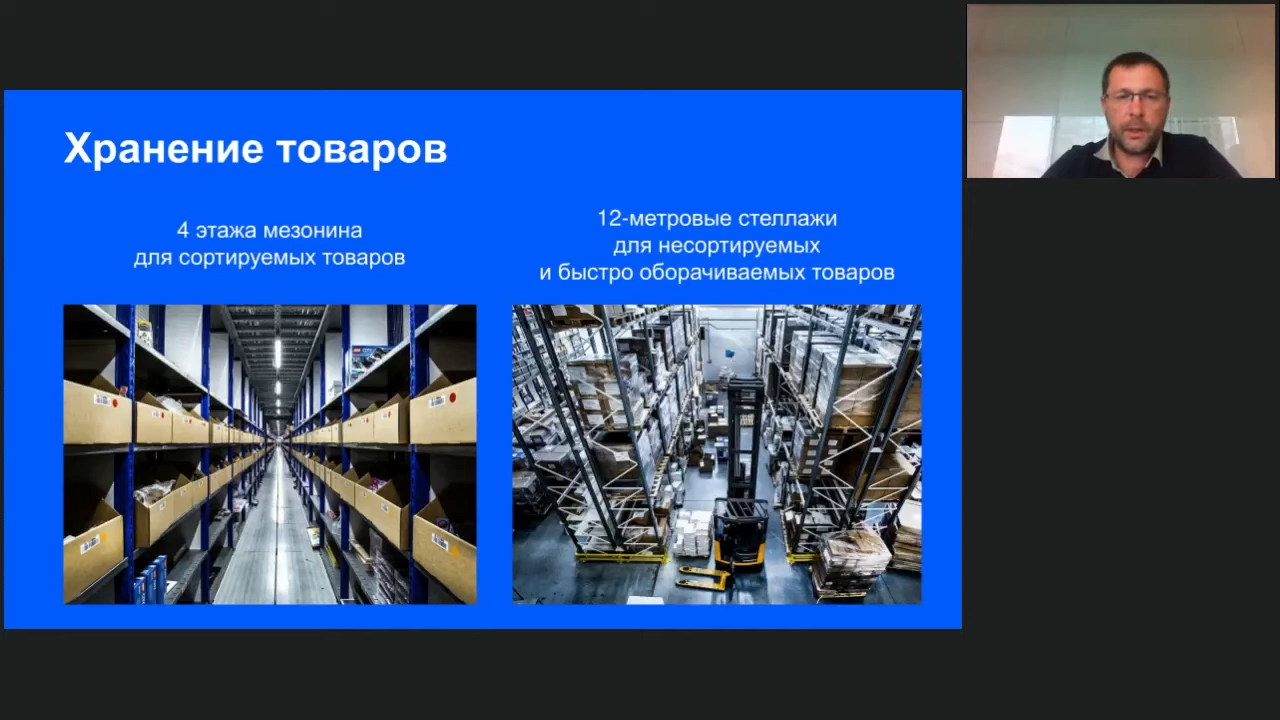 Хранение товаров
4 этажа мезонина
для сортируемых товаров
12-метровые стеллажи
для несортируемых
и быстро оборачиваемых товаров